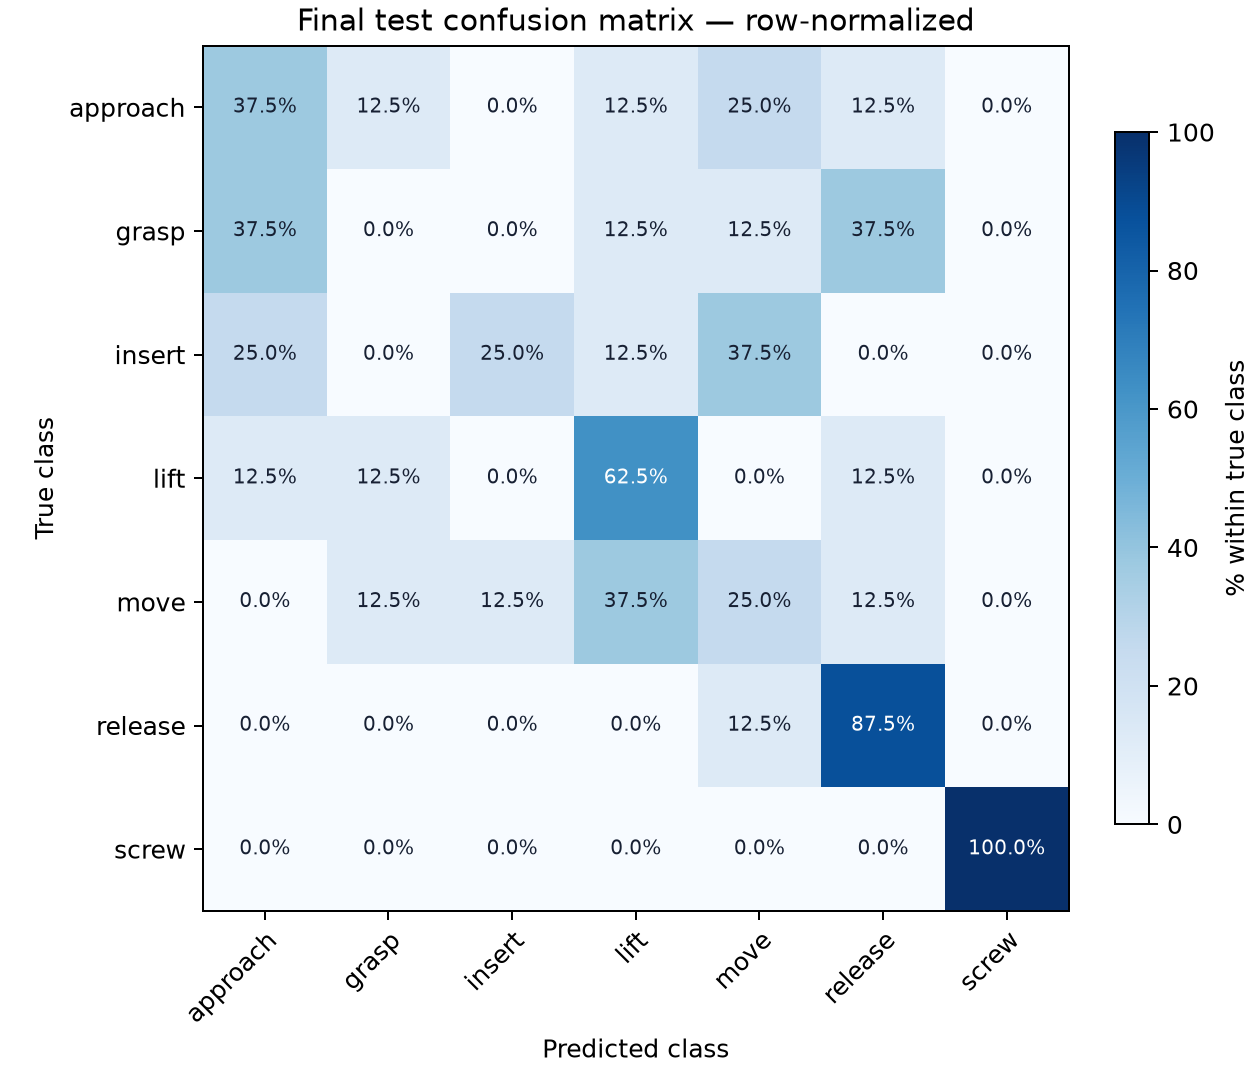 Final test confusion matrix — row-normalized
approach 37.5% 12.5% 0.0% 12.5% 25.0% 12.5% 0.0%
grasp 37.5% 0.0% 0.0% 12.5% 12.5% 37.5% 0.0%
insert 25.0% 0.0% 25.0% 12.5% 37.5% 0.0% 0.0%
lift 12.5% 12.5% 0.0% 62.5% 0.0% 12.5% 0.0%
move 0.0% 12.5% 12.5% 37.5% 25.0% 12.5% 0.0%
release 0.0% 0.0% 0.0% 0.0% 12.5% 87.5% 0.0%
screw 0.0% 0.0% 0.0% 0.0% 0.0% 0.0% 100.0%
approach grasp insert lift move release screw
Predicted class
True class
100
80
60
40
20
0
% within true class